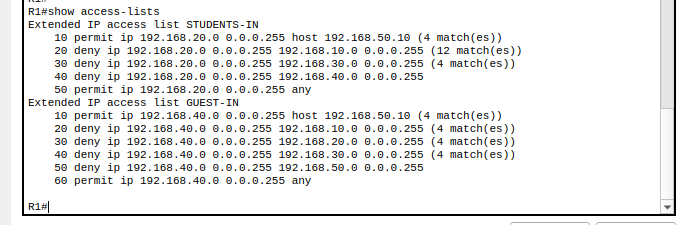 R1#show access-lists
Extended IP access list STUDENTS-IN
10 permit ip 192.168.20.0 0.0.0.255 host 192.168.50.10 (4 match(es))
20 deny ip 192.168.20.0 0.0.0.255 192.168.10.0 0.0.0.255 (12 match(es))
30 deny ip 192.168.20.0 0.0.0.255 192.168.30.0 0.0.0.255 (4 match(es))
40 deny ip 192.168.20.0 0.0.0.255 192.168.40.0 0.0.0.255
50 permit ip 192.168.20.0 0.0.0.255 any
Extended IP access list GUEST-IN
10 permit ip 192.168.40.0 0.0.0.255 host 192.168.50.10 (4 match(es))
20 deny ip 192.168.40.0 0.0.0.255 192.168.10.0 0.0.0.255 (4 match(es))
30 deny ip 192.168.40.0 0.0.0.255 192.168.20.0 0.0.0.255 (4 match(es))
40 deny ip 192.168.40.0 0.0.0.255 192.168.30.0 0.0.0.255 (4 match(es))
50 deny ip 192.168.40.0 0.0.0.255 192.168.50.0 0.0.0.255
60 permit ip 192.168.40.0 0.0.0.255 any
R1#